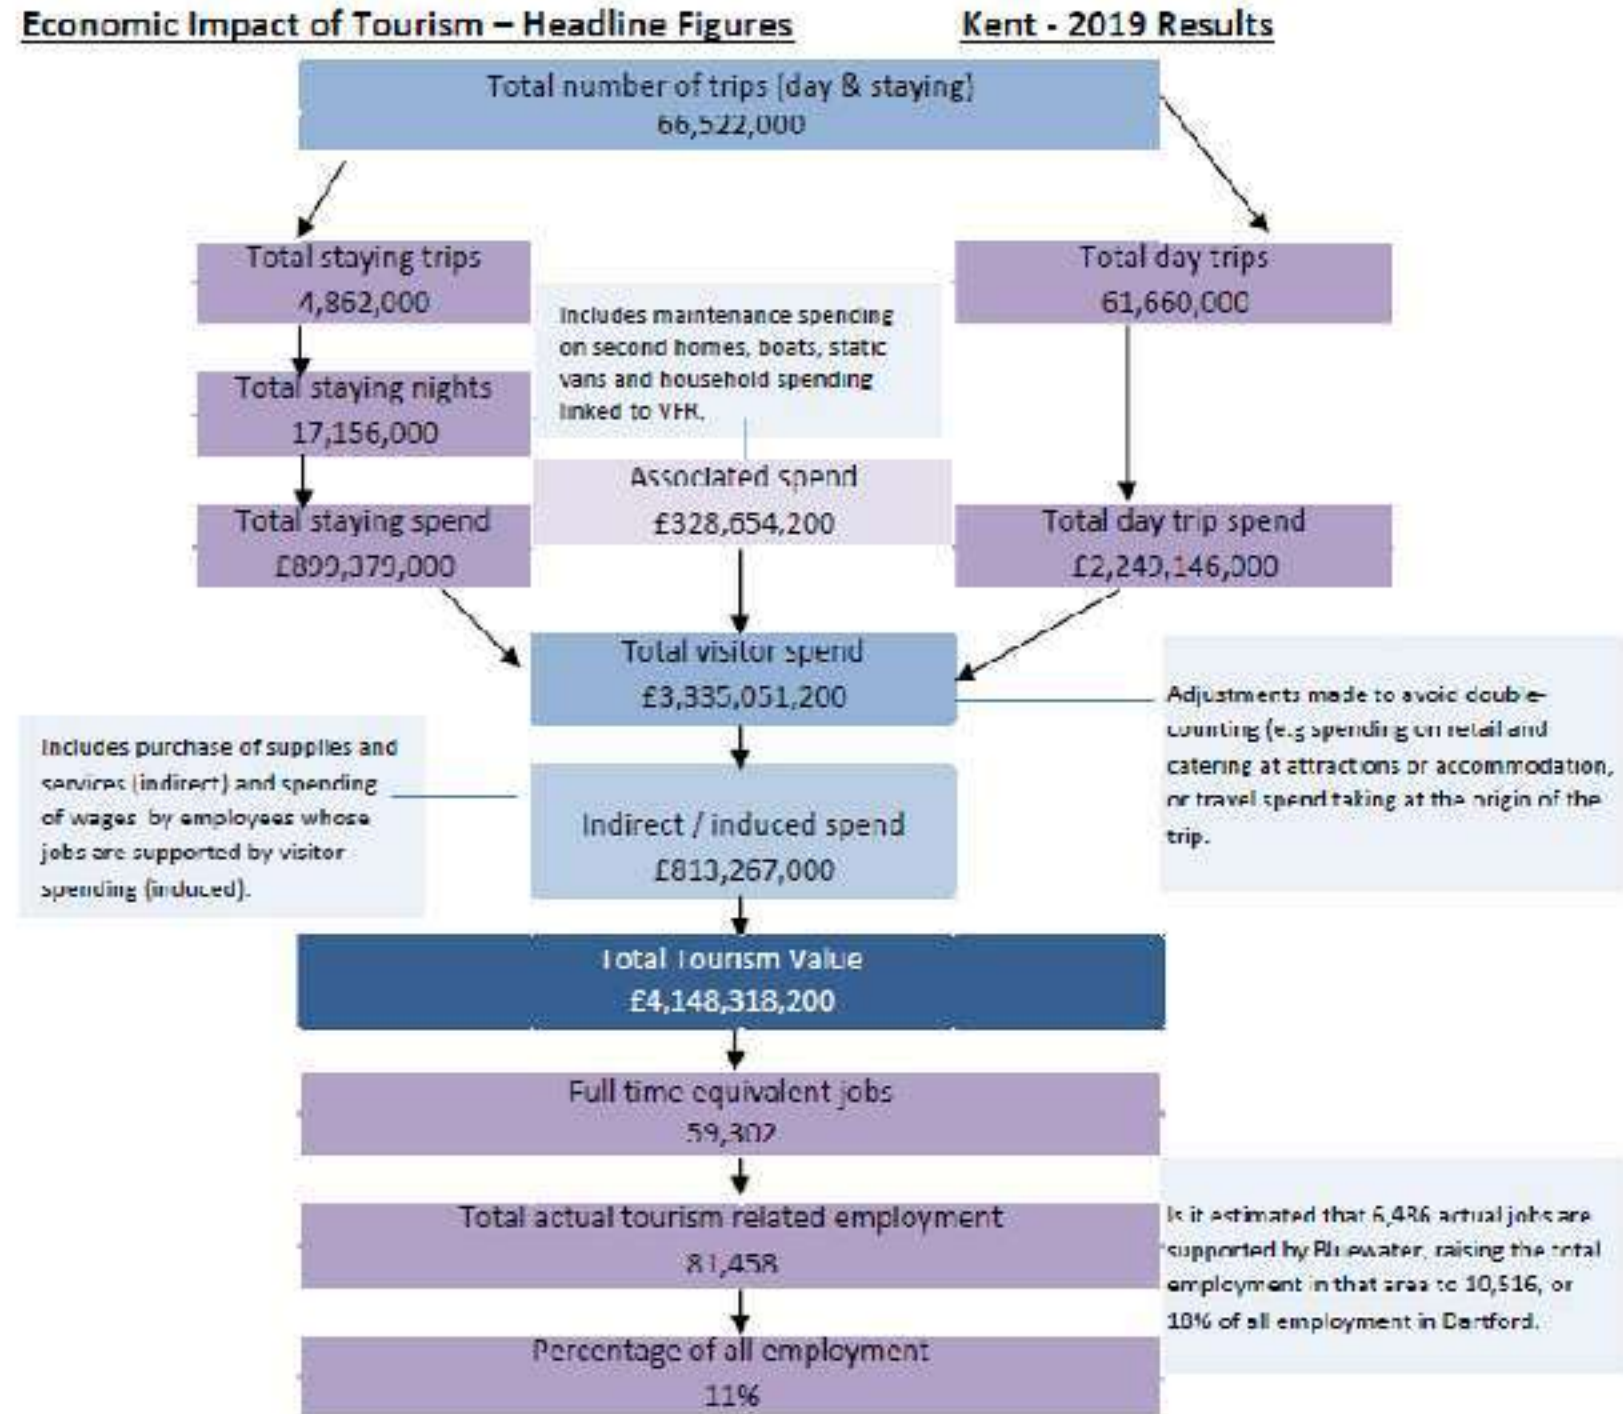 Economic Impact of Tourism – Headline Figures
Kent - 2019 Results
Total number of trips (day & staying)
66,522,000
Total staying trips
4,862,000
Total day trips
61,660,000
Includes maintenance spending
on second homes, boats, static
vans and household spending
linked to VFR.
Total staying nights
17,156,000
Associated spend
£328,654,200
Total staying spend
£899,379,000
Total day trip spend
£2,249,146,000
Total visitor spend
£3,335,051,200
Adjustments made to avoid double-
counting (e.g spending on retail and
catering at attractions or accommodation,
or travel spend taking at the origin of the
trip.
Includes purchase of supplies and
services (indirect) and spending
of wages by employees whose
jobs are supported by visitor
spending (induced).
Indirect / induced spend
£813,267,000
Total Tourism Value
£4,148,318,200
Full time equivalent jobs
59,302
Total actual tourism related employment
81,458
Is it estimated that 6,486 actual jobs are
supported by Bluewater, raising the total
employment in that area to 10,516, or
18% of all employment in Dartford.
Percentage of all employment
11%